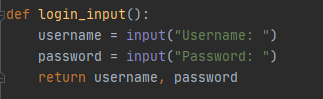 def login_input():
    username = input("Username: ")
    password = input("Password: ")
    return username, password